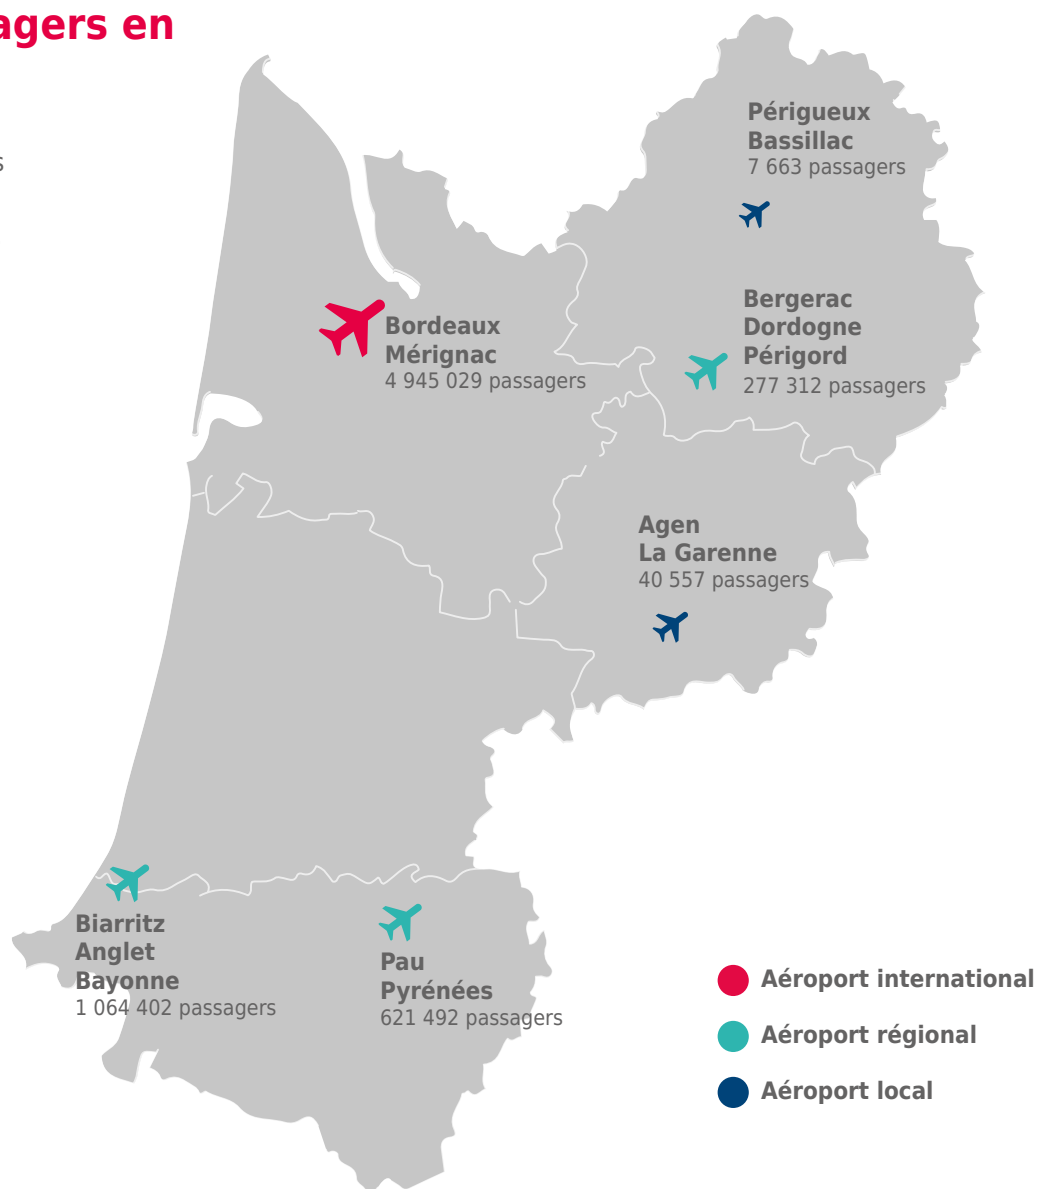 agers en
s
Périgueux
Bassillac
7 663 passagers
Bergerac
Dordogne
Périgord
277 312 passagers
Bordeaux
Mérignac
4 945 029 passagers
Agen
La Garenne
40 557 passagers
Biarritz
Anglet
Bayonne
1 064 402 passagers
Pau
Pyrénées
621 492 passagers
Aéroport international
Aéroport régional
Aéroport local